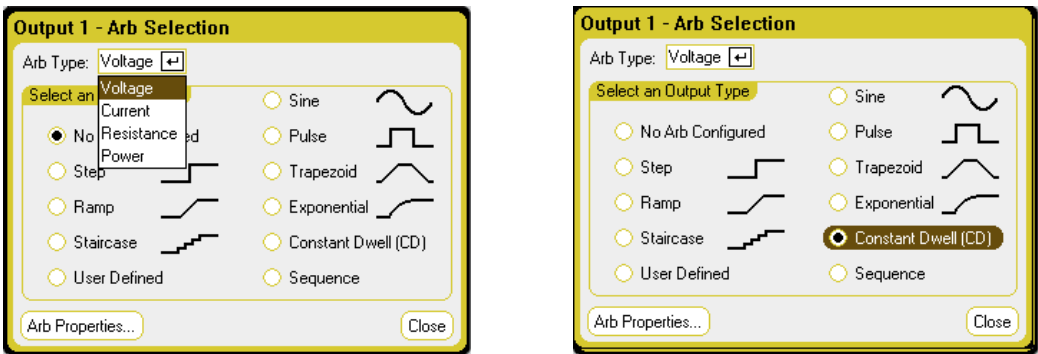 Output 1 - Arb Selection
Arb Type: Voltage
Voltage
Current
Resistance
Power
Select an
Sine
No ed
Pulse
Step
Trapezoid
Ramp
Exponential
Staircase
Constant Dwell (CD)
User Defined
Sequence
Arb Properties...
Close
Output 1 - Arb Selection
Arb Type: Voltage
Select an Output Type
Sine
No Arb Configured
Pulse
Step
Trapezoid
Ramp
Exponential
Staircase
Constant Dwell (CD)
User Defined
Sequence
Arb Properties...
Close